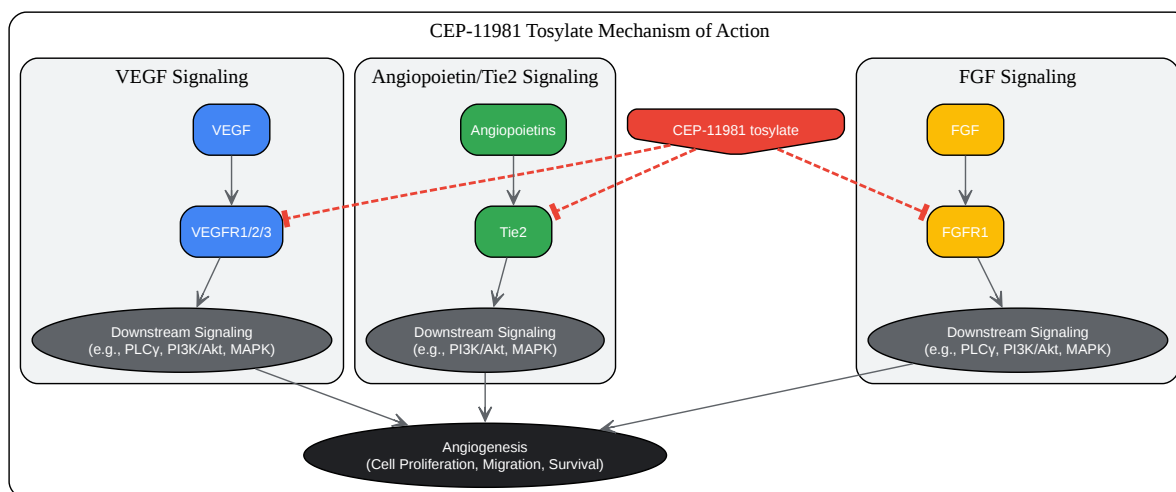 CEP-11981 Tosylate Mechanism of Action
VEGF Signaling
Angiopoietin/Tie2 Signaling
FGF Signaling
VEGF
Angiopoietins
CEP-11981 tosylate
FGF
VEGFR1/2/3
Tie2
FGFR1
Downstream Signaling
(e.g., PLCγ, PI3K/Akt, MAPK)
Downstream Signaling
(e.g., PI3K/Akt, MAPK)
Downstream Signaling
(e.g., PLCγ, PI3K/Akt, MAPK)
Angiogenesis
(Cell Proliferation, Migration, Survival)